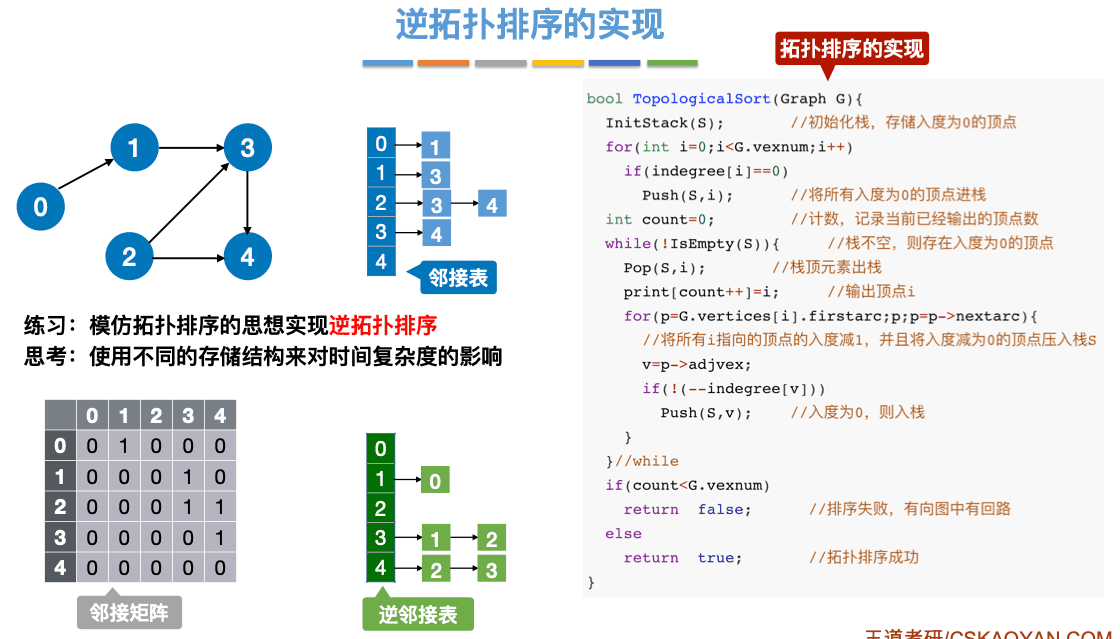 逆拓扑排序的实现
拓扑排序的实现
0
1
3
2
4
0 1
1 3
2 3 4
3 4
4
邻接表
练习：模仿拓扑排序的思想实现逆拓扑排序
思考：使用不同的存储结构来对时间复杂度的影响
0 1 2 3 4
0 0 1 0 0 0
1 0 0 0 1 0
2 0 0 0 1 1
3 0 0 0 0 1
4 0 0 0 0 0
邻接矩阵
0
1 0
2
3 1 2
4 2 3
逆邻接表
bool TopologicalSort(Graph G){
InitStack(S); //初始化栈，存储入度为0的顶点
for(int i=0;i<G.vexnum;i++)
if(indegree[i]==0)
Push(S,i); //将所有入度为0的顶点进栈
int count=0; //计数，记录当前已经输出的顶点数
while(!IsEmpty(S)){ //栈不空，则存在入度为0的顶点
Pop(S,i); //栈顶元素出栈
print[count++]=i; //输出顶点i
for(p=G.vertices[i].firstarc;p;p=p->nextarc){
//将所有i指向的顶点的入度减1，并且将入度减为0的顶点压入栈S
v=p->adjvex;
if(!(--indegree[v]))
Push(S,v); //入度为0，则入栈
}
}//while
if(count<G.vexnum)
return false; //排序失败，有向图中有回路
else
return true; //拓扑排序成功
}
王道考研/CSKAOYAN.COM